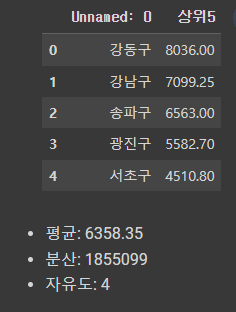 Unnamed: 0 상위5
0 강동구 8036.00
1 강남구 7099.25
2 송파구 6563.00
3 광진구 5582.70
4 서초구 4510.80
• 평균: 6358.35
• 분산: 1855099
• 자유도: 4